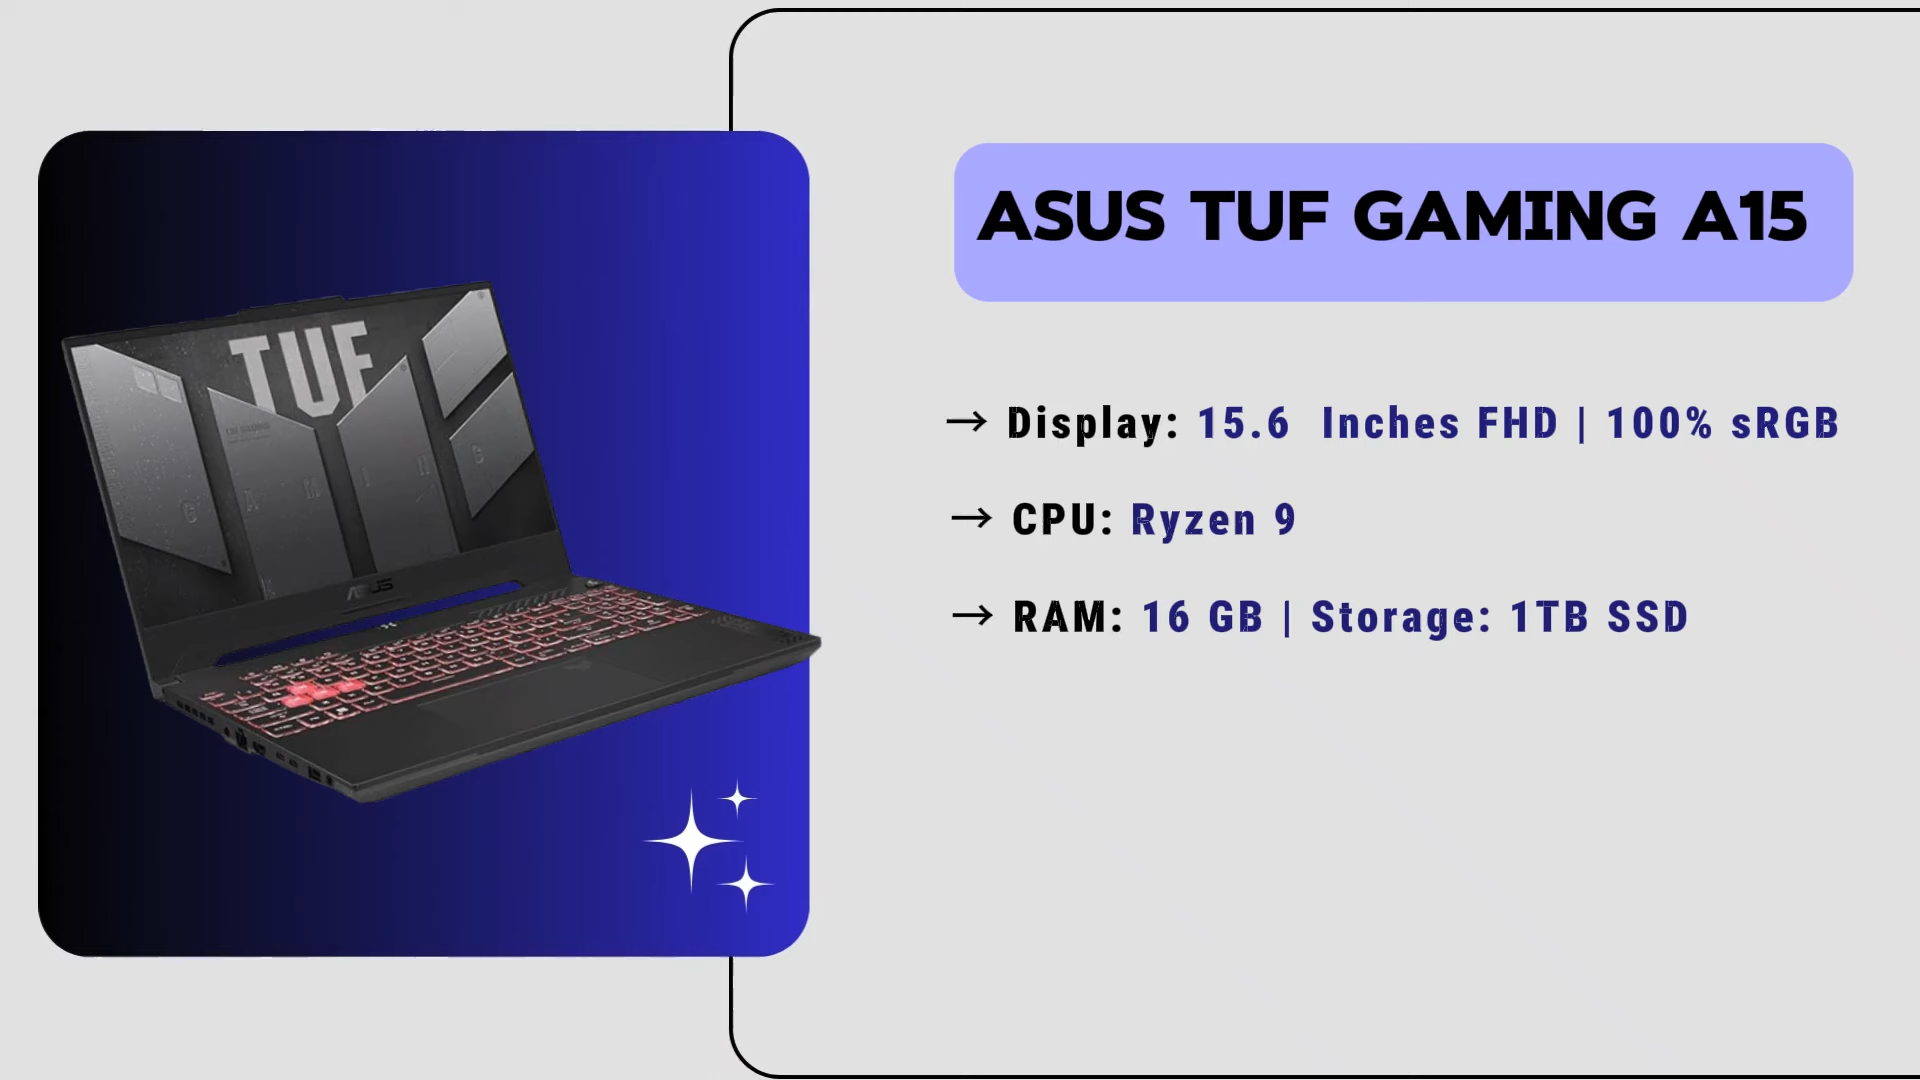 ASUS TUF GAMING A15
→ Display: 15.6 Inches FHD | 100% sRGB
→ CPU: Ryzen 9
→ RAM: 16 GB | Storage: 1TB SSD
TUF
G A M I N G
ASUS